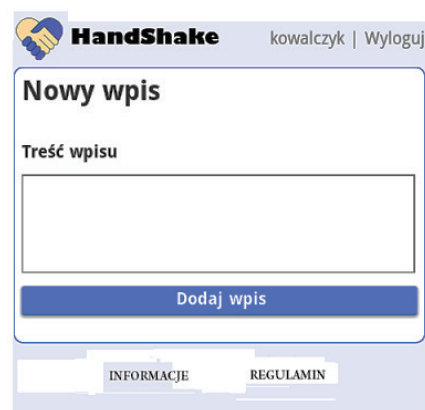 HandShake kowalczyk | Wyloguj
Nowy wpis
Treść wpisu
Dodaj wpis
INFORMACJE REGULAMIN